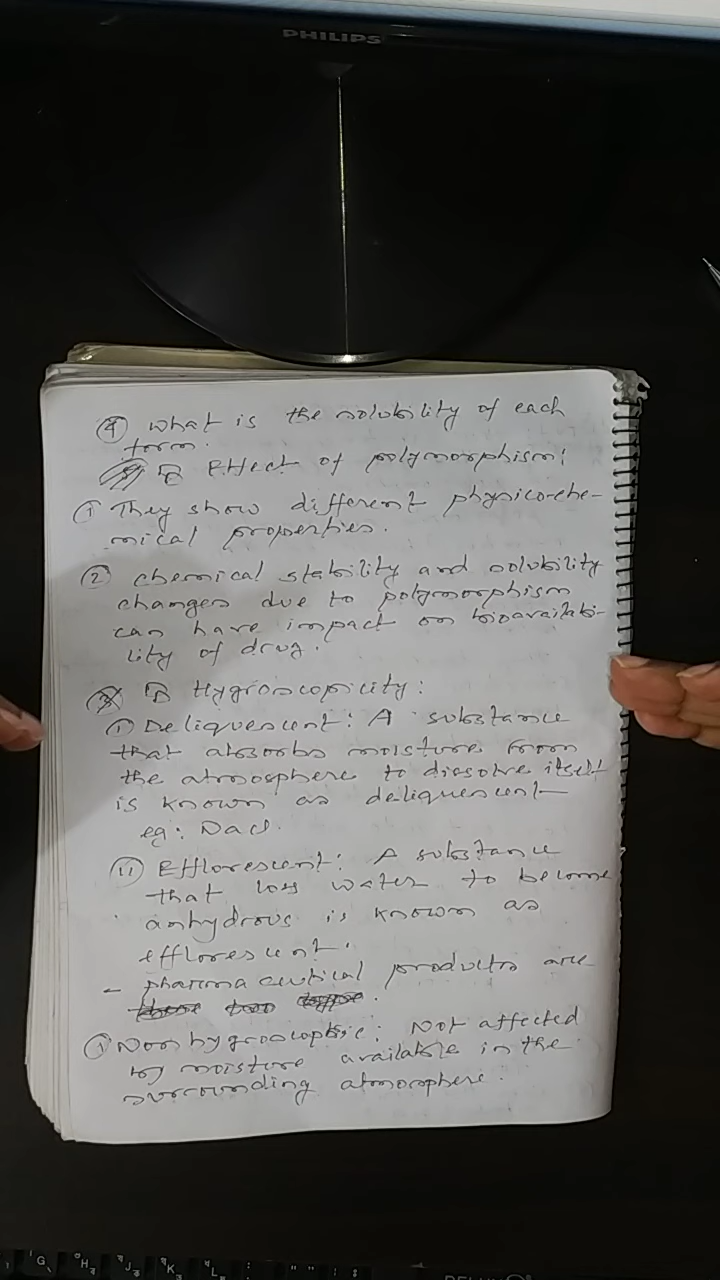 PHILIPS
④ What is the solubility of each
form.
Effect of polymorphism:
① They show different physicoche-
mical properties.
② chemical stability and solubility
changes due to polymorphism
can have impact on bioavailabi-
lity of drug.
Hygroscopicity:
① Deliquescent: A substance
that absorbs moisture from
the atmosphere to dissolve itself
is known as deliquescent
eg: NaCl.
ii Efflorescent: A substance
that loss water to become
anhydrous is known as
efflorescent.
- pharmaceutical products are
① Non hygroscopic: Not affected
by moisture available in the
surrounding atmosphere.
G H J K L